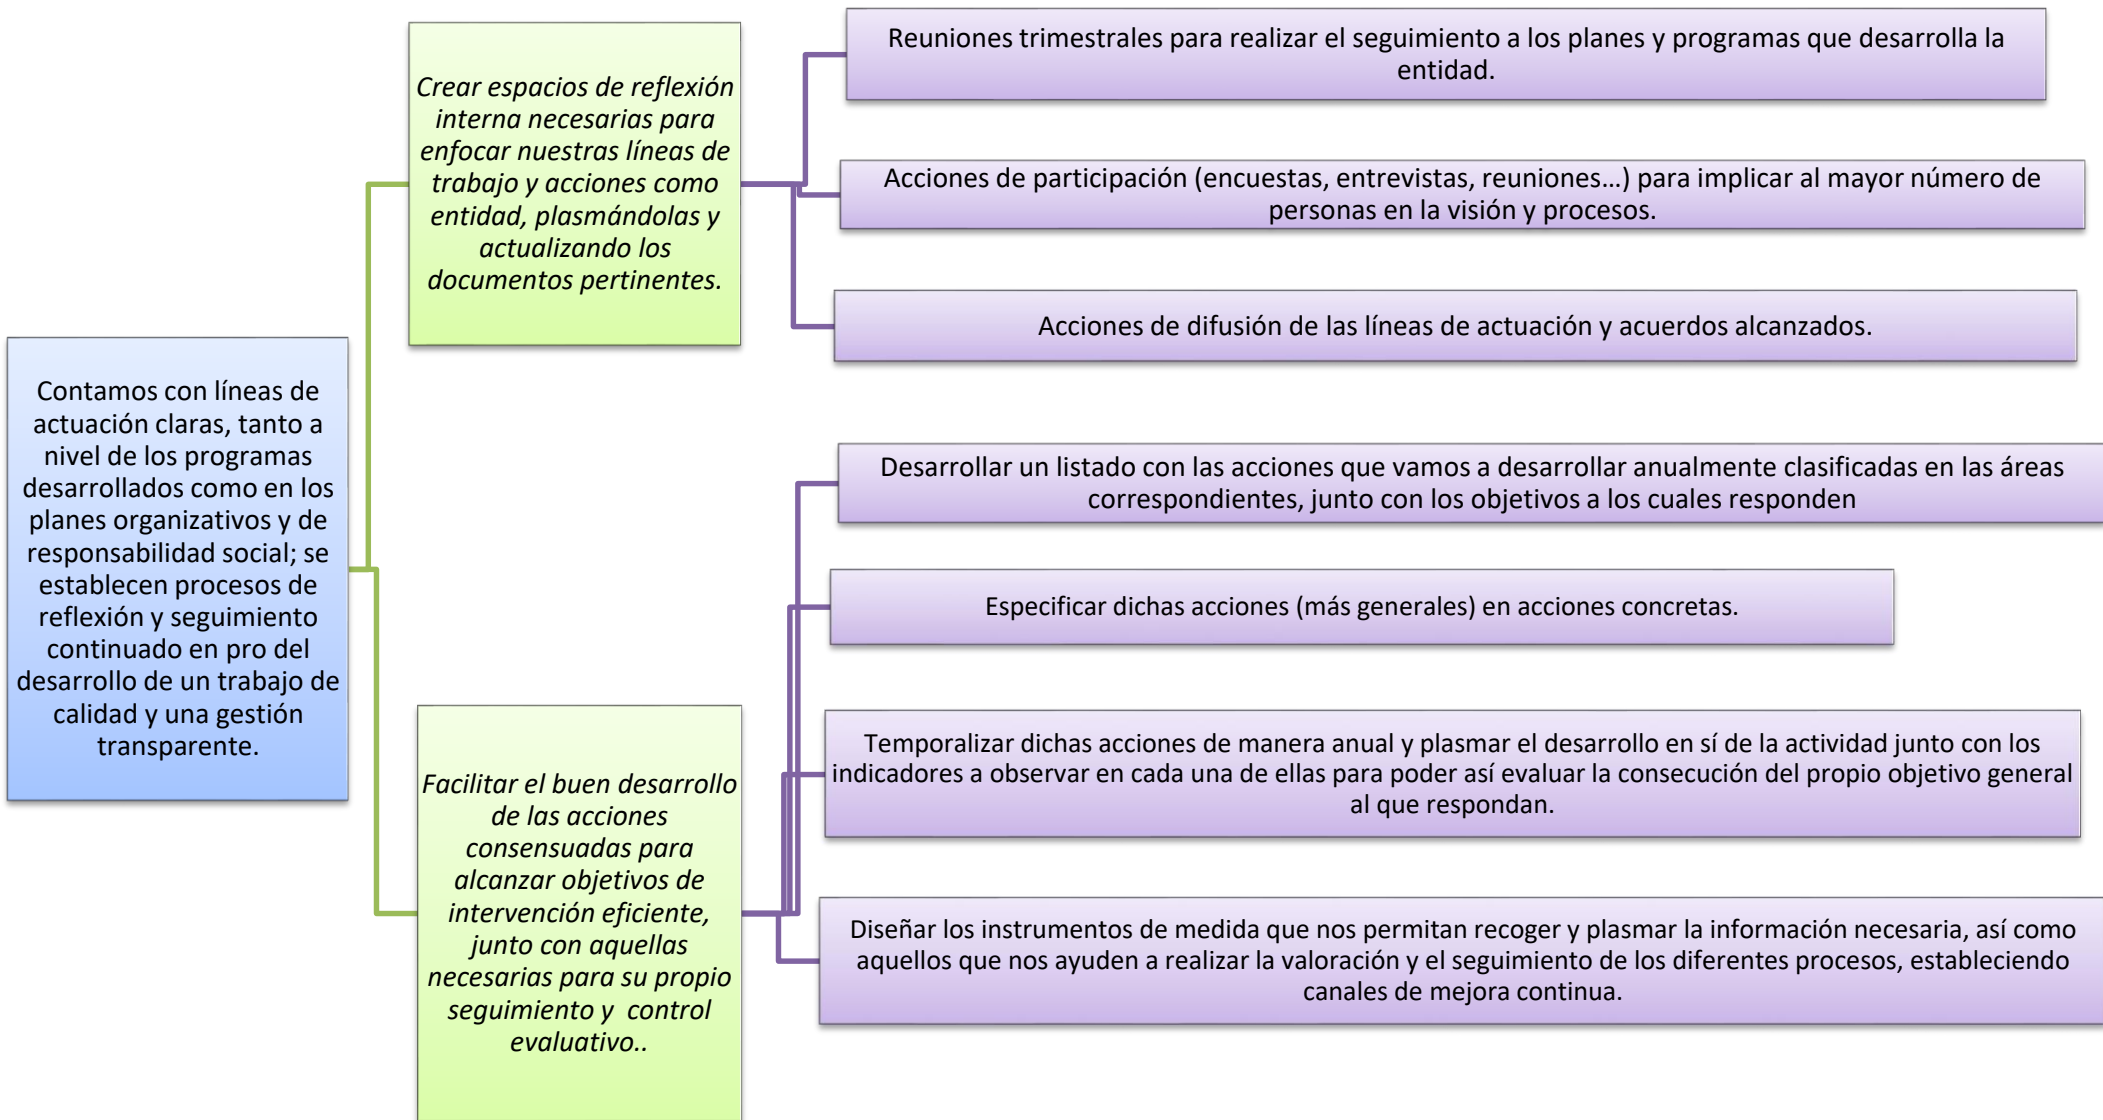 Contamos con líneas de
actuación claras, tanto a
nivel de los programas
desarrollados como en los
planes organizativos y de
responsabilidad social; se
establecen procesos de
reflexión y seguimiento
continuado en pro del
desarrollo de un trabajo de
calidad y una gestión
transparente.
Crear espacios de reflexión
interna necesarias para
enfocar nuestras líneas de
trabajo y acciones como
entidad, plasmándolas y
actualizando los
documentos pertinentes.
Reuniones trimestrales para realizar el seguimiento a los planes y programas que desarrolla la
entidad.
Acciones de participación (encuestas, entrevistas, reuniones…) para implicar al mayor número de
personas en la visión y procesos.
Acciones de difusión de las líneas de actuación y acuerdos alcanzados.
Facilitar el buen desarrollo
de las acciones
consensuadas para
alcanzar objetivos de
intervención eficiente,
junto con aquellas
necesarias para su propio
seguimiento y  control
evaluativo..
Desarrollar un listado con las acciones que vamos a desarrollar anualmente clasificadas en las áreas
correspondientes, junto con los objetivos a los cuales responden
Especificar dichas acciones (más generales) en acciones concretas.
Temporalizar dichas acciones de manera anual y plasmar el desarrollo en sí de la actividad junto con los
indicadores a observar en cada una de ellas para poder así evaluar la consecución del propio objetivo general
al que respondan.
Diseñar los instrumentos de medida que nos permitan recoger y plasmar la información necesaria, así como
aquellos que nos ayuden a realizar la valoración y el seguimiento de los diferentes procesos, estableciendo
canales de mejora continua.